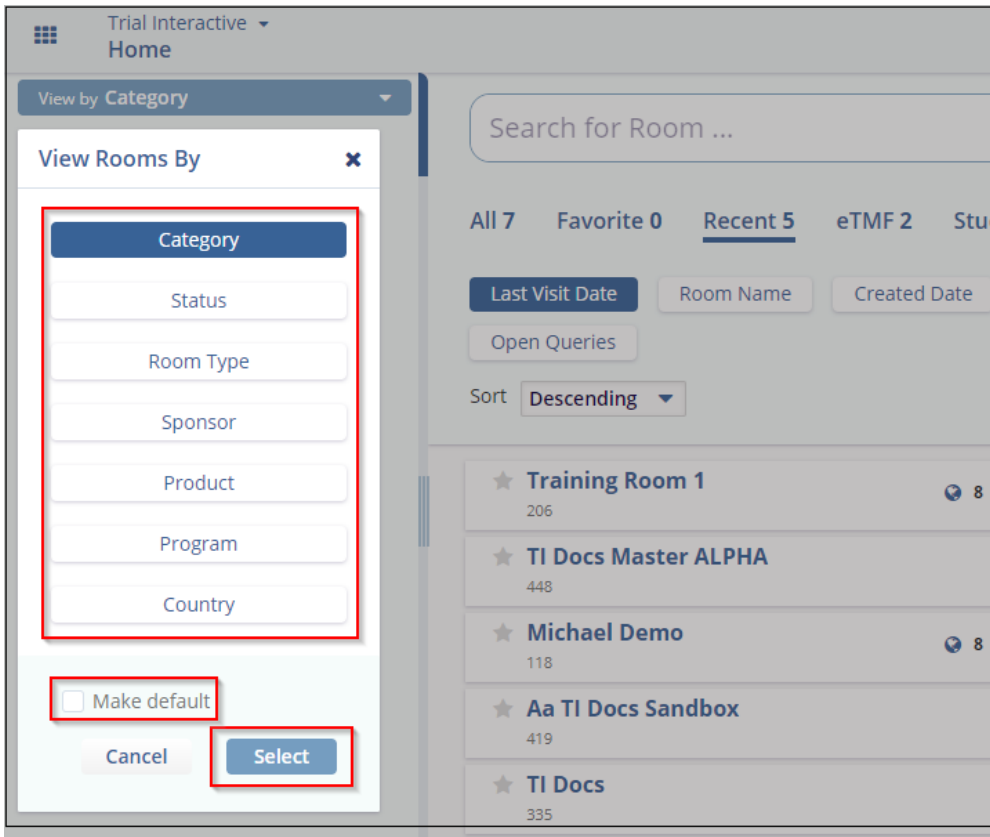 Trial Interactive
Home
View by Category
View Rooms By
Category
Status
Room Type
Sponsor
Product
Program
Country
Make default
Cancel Select
Search for Room ...
All 7 Favorite 0 Recent 5 eTMF 2 Stu
Last Visit Date Room Name Created Date
Open Queries
Sort Descending
Training Room 1
206
8
TI Docs Master ALPHA
448
Michael Demo
118
8
Aa TI Docs Sandbox
419
TI Docs
335